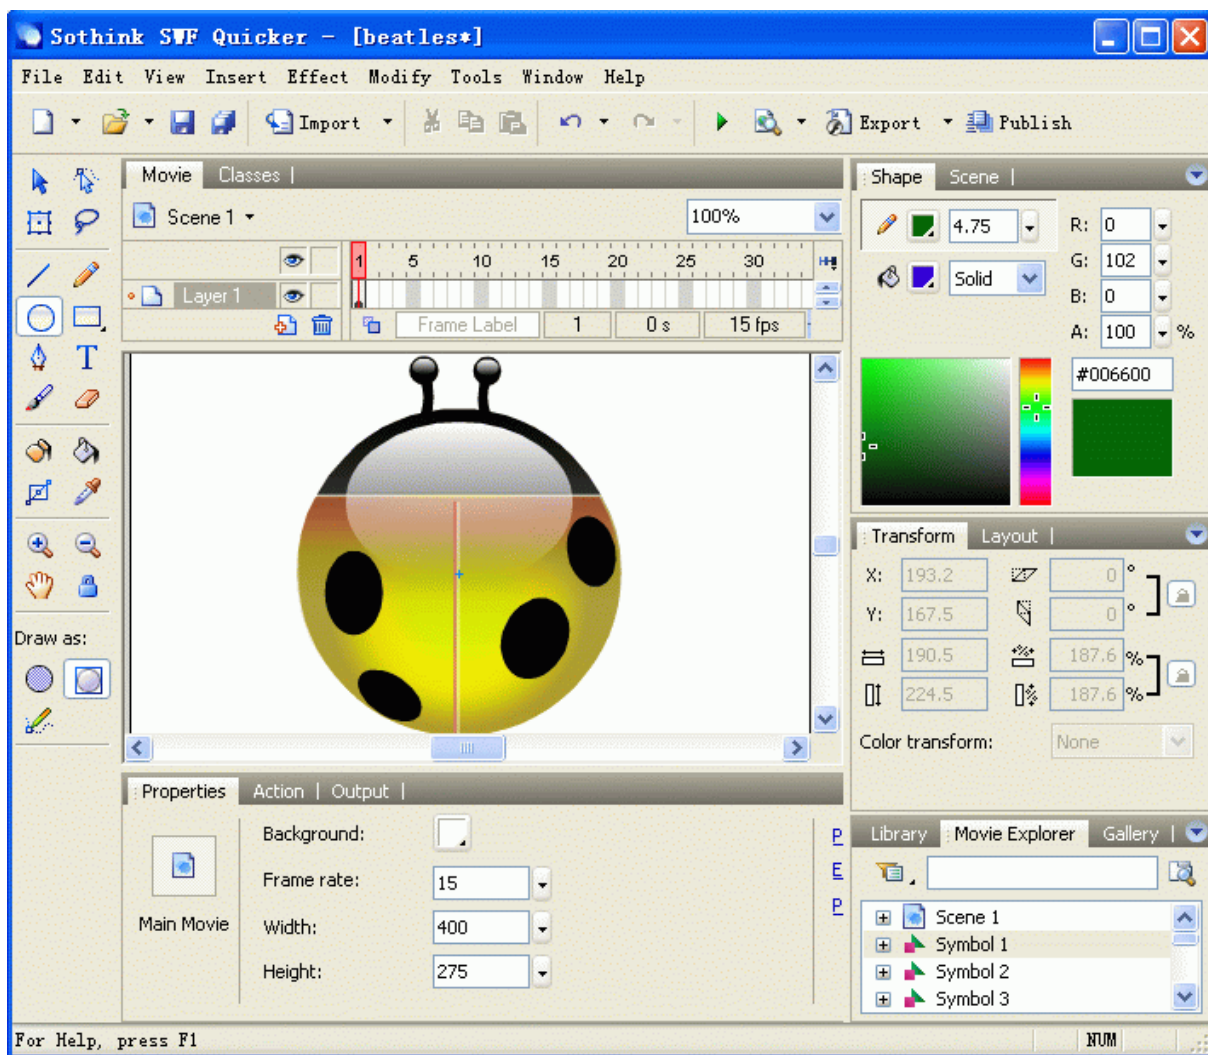 Sothink SWF Quicker - [beatles*]
File Edit View Insert Effect Modify Tools Window Help
Import Export Publish
Movie Classes
Scene 1 100%
1 5 10 15 20 25 30
Layer 1
Frame Label 1 0 s 15 fps
T
Draw as:
Shape Scene
4.75 R: 0
Solid G: 102
B: 0
A: 100 %
#006600
Transform Layout
X: 193.2 0 °
Y: 167.5 0 °
190.5 187.6 %
224.5 187.6 %
Color transform: None
Properties Action Output
Main Movie
Background:
Frame rate: 15
Width: 400
Height: 275
P
E
P
Library Movie Explorer Gallery
Scene 1
Symbol 1
Symbol 2
Symbol 3
For Help, press F1 NUM